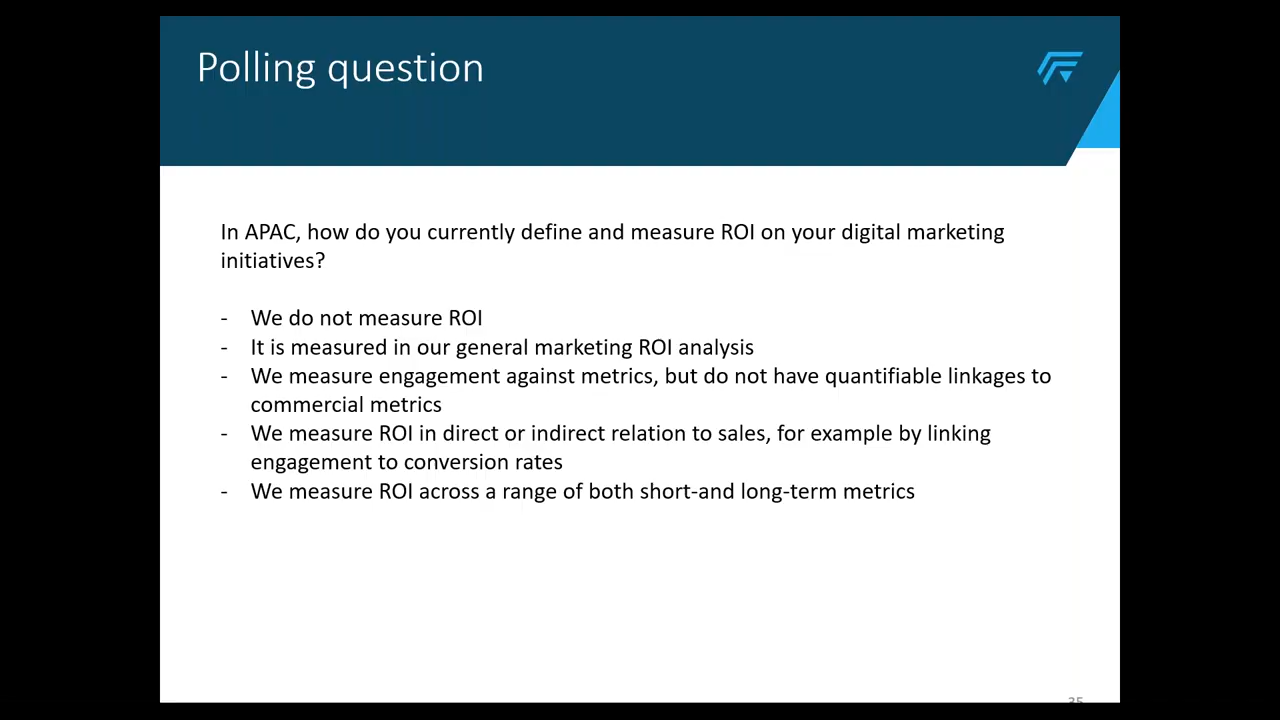 Polling question
In APAC, how do you currently define and measure ROI on your digital marketing
initiatives?
- We do not measure ROI
- It is measured in our general marketing ROI analysis
- We measure engagement against metrics, but do not have quantifiable linkages to
commercial metrics
- We measure ROI in direct or indirect relation to sales, for example by linking
engagement to conversion rates
- We measure ROI across a range of both short-and long-term metrics